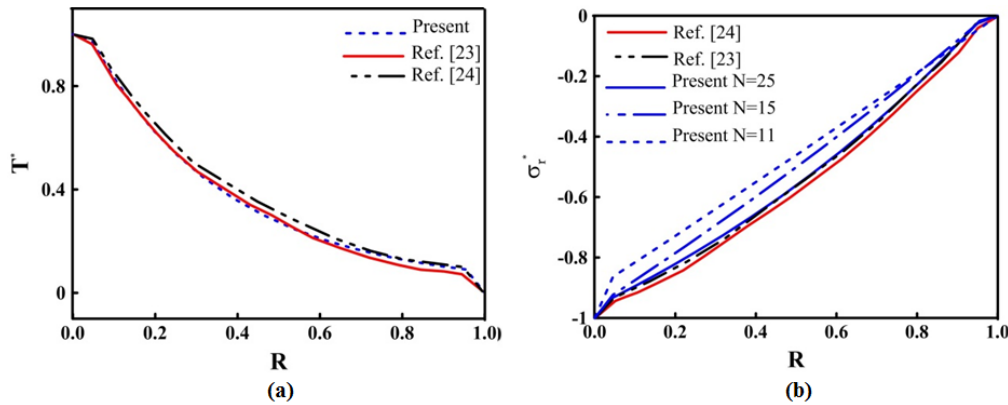 Present
Ref. [23]
Ref. [24]
0.8
0.4
0
T*
0.0
0.2
0.4
0.6
0.8
1.0)
R
(a)
Ref. [24]
Ref. [23]
Present N=25
Present N=15
Present N=11
0
-0.2
-0.4
-0.6
-0.8
-1
σr*
0.0
0.2
0.4
0.6
0.8
1.0
R
(b)